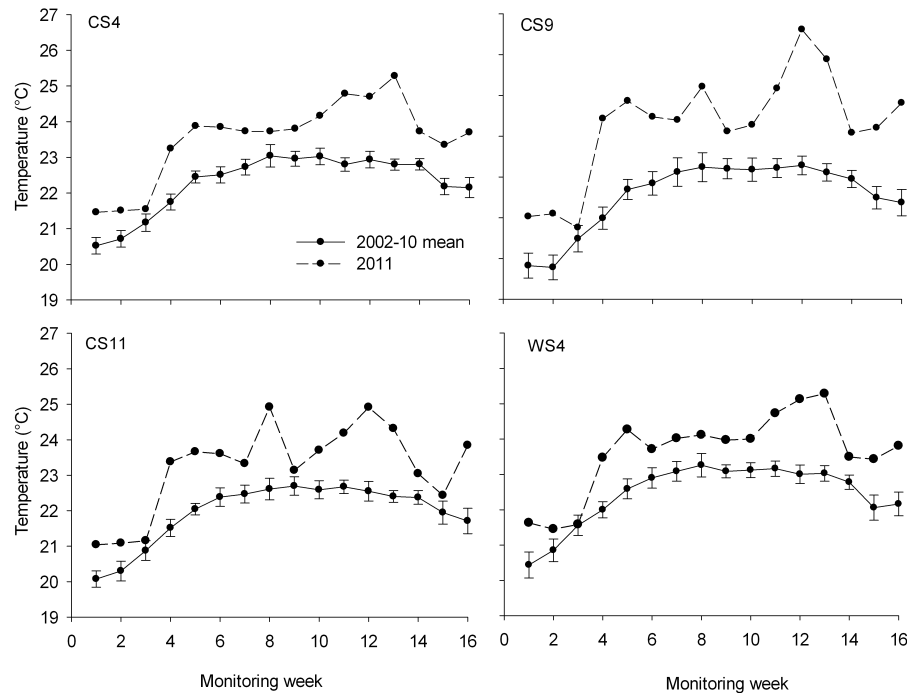 CS4
CS9
27
26
25
24
23
22
21
20
19
Temperature (°C)
2002-10 mean
2011
CS11
WS4
27
26
25
24
23
22
21
20
19
Temperature (°C)
0 2 4 6 8 10 12 14 16
0 2 4 6 8 10 12 14 16
Monitoring week
Monitoring week